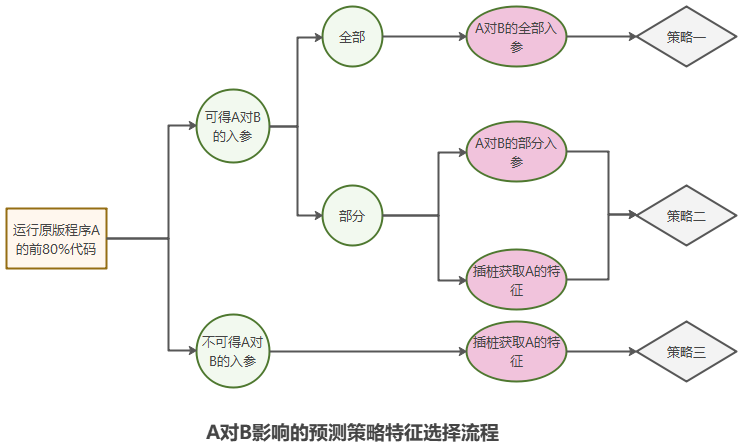 全部
A对B的全部入
参
策略一
可得A对B
的入参
A对B的部分入
参
运行原版程序A
的前80%代码
部分
策略二
插桩获取A的特
征
不可得A对
B的入参
插桩获取A的特
征
策略三
A对B影响的预测策略特征选择流程